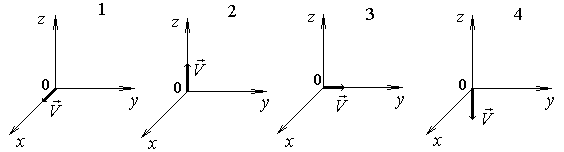 1 2 3 4
z z z z
0 0 0 0
V⃗ V⃗ V⃗ V⃗
y y y y
x x x x